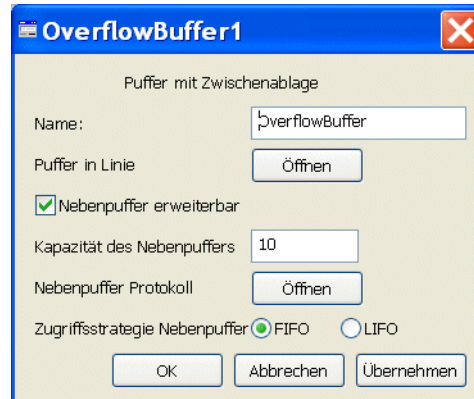 OverflowBuffer1
Puffer mit Zwischenablage
Name: OverflowBuffer
Puffer in Linie Öffnen
Nebenpuffer erweiterbar
Kapazität des Nebenpuffers 10
Nebenpuffer Protokoll Öffnen
Zugriffsstrategie Nebenpuffer FIFO LIFO
OK Abbrechen Übernehmen